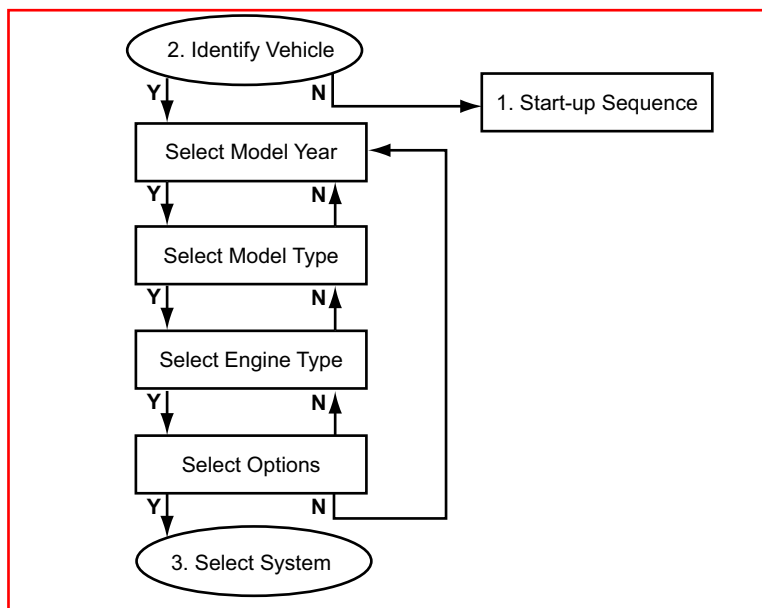 2. Identify Vehicle
Y
N
1. Start-up Sequence
Select Model Year
Y
N
Select Model Type
Y
N
Select Engine Type
Y
N
Select Options
Y
N
3. Select System